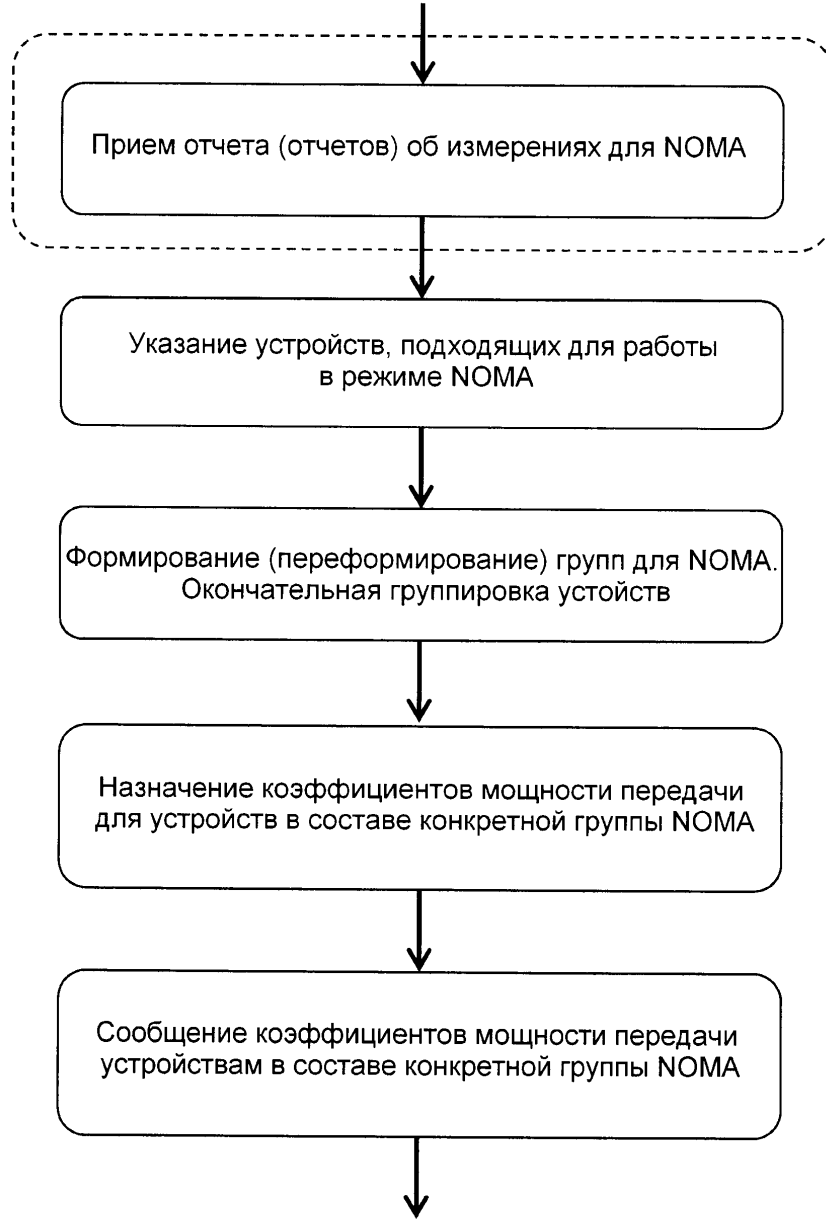 Прием отчета (отчетов) об измерениях для NOMA
Указание устройств, подходящих для работы
в режиме NOMA
Формирование (переформирование) групп для NOMA.
Окончательная группировка устойств
Назначение коэффициентов мощности передачи
для устройств в составе конкретной группы NOMA
Сообщение коэффициентов мощности передачи
устройствам в составе конкретной группы NOMA